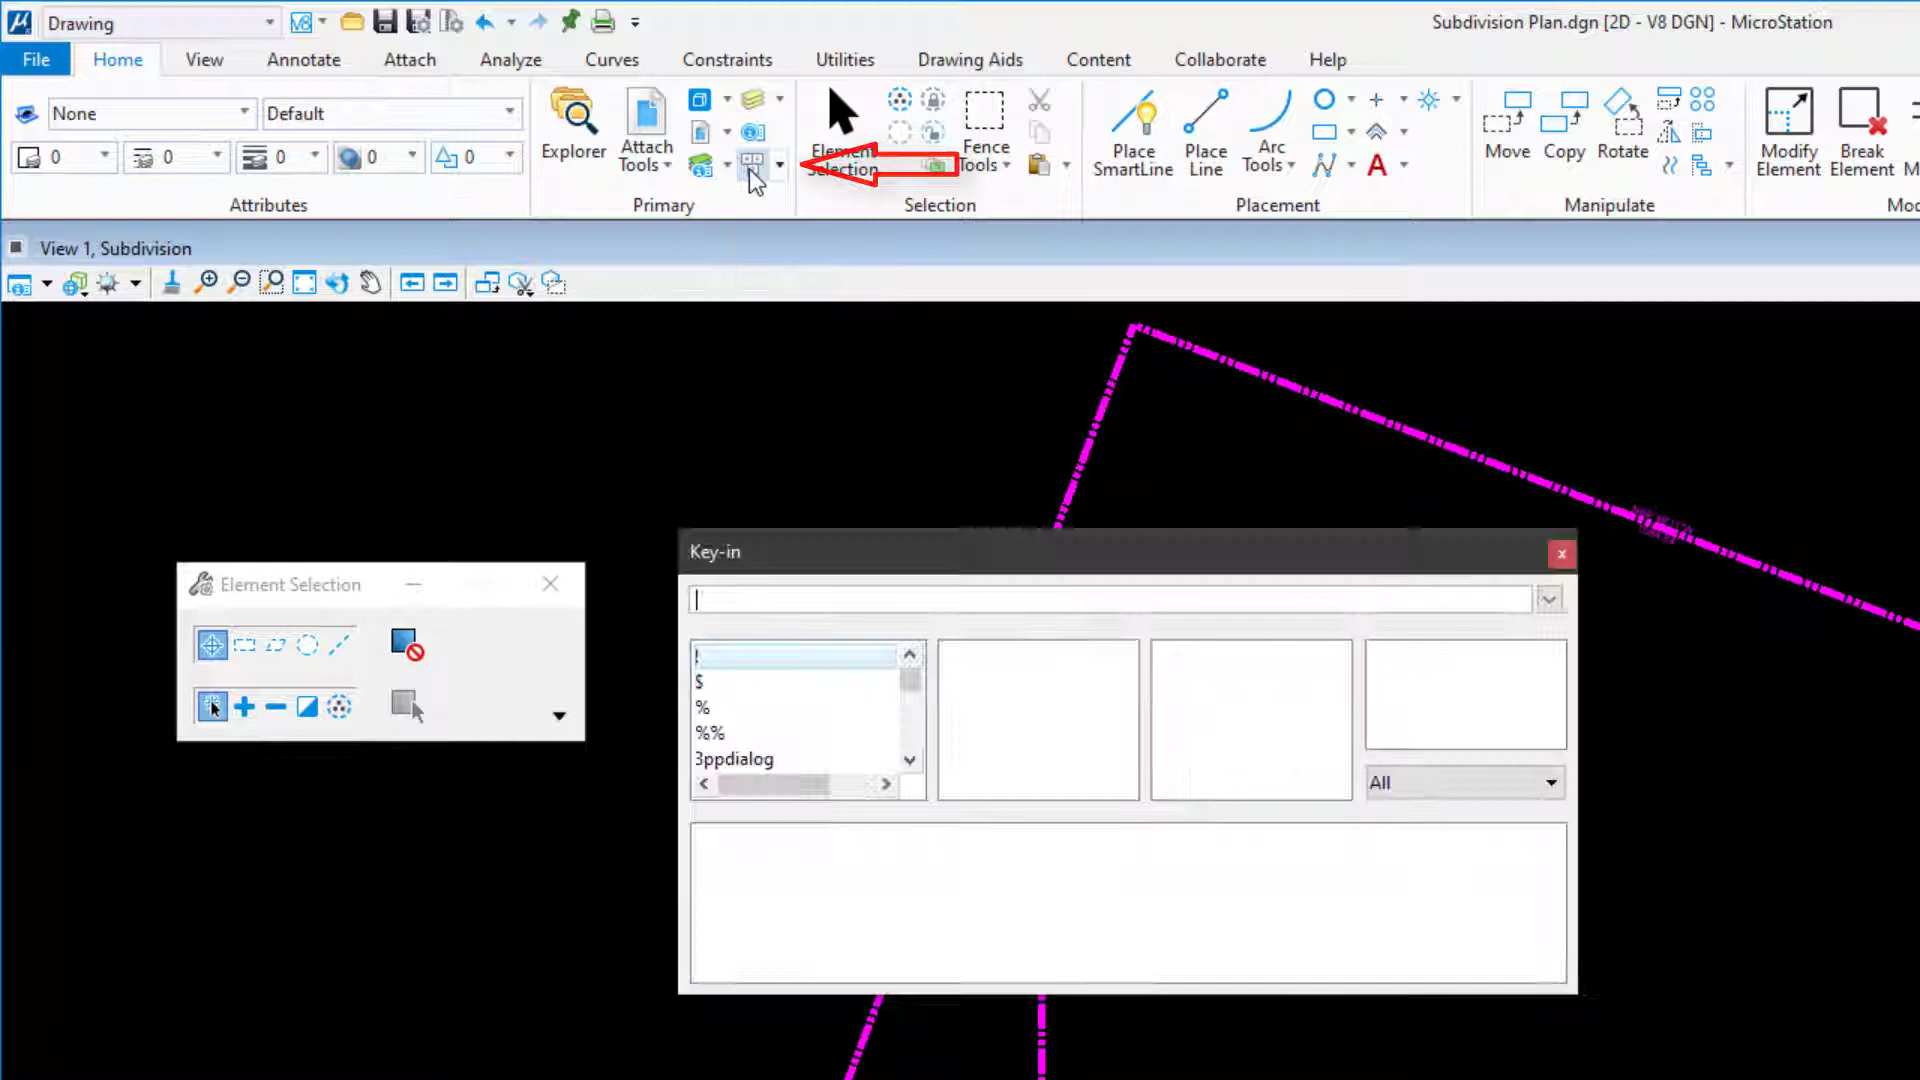 Drawing
V8
Subdivision Plan.dgn [2D - V8 DGN] - MicroStation
File Home View Annotate Attach Analyze Curves Constraints Utilities Drawing Aids Content Collaborate Help
None
Default
0 0 0 0 0
Attributes
Explorer
Attach
Tools
Primary
Element
Selection
Fence
Tools
Selection
Place
SmartLine
Place
Line
Arc
Tools
A
Placement
Move
Copy
Rotate
Manipulate
Modify
Element
Break
Element
M
Moc
View 1, Subdivision
Element Selection
Key-in
!
$
%
%%
3ppdialog
All